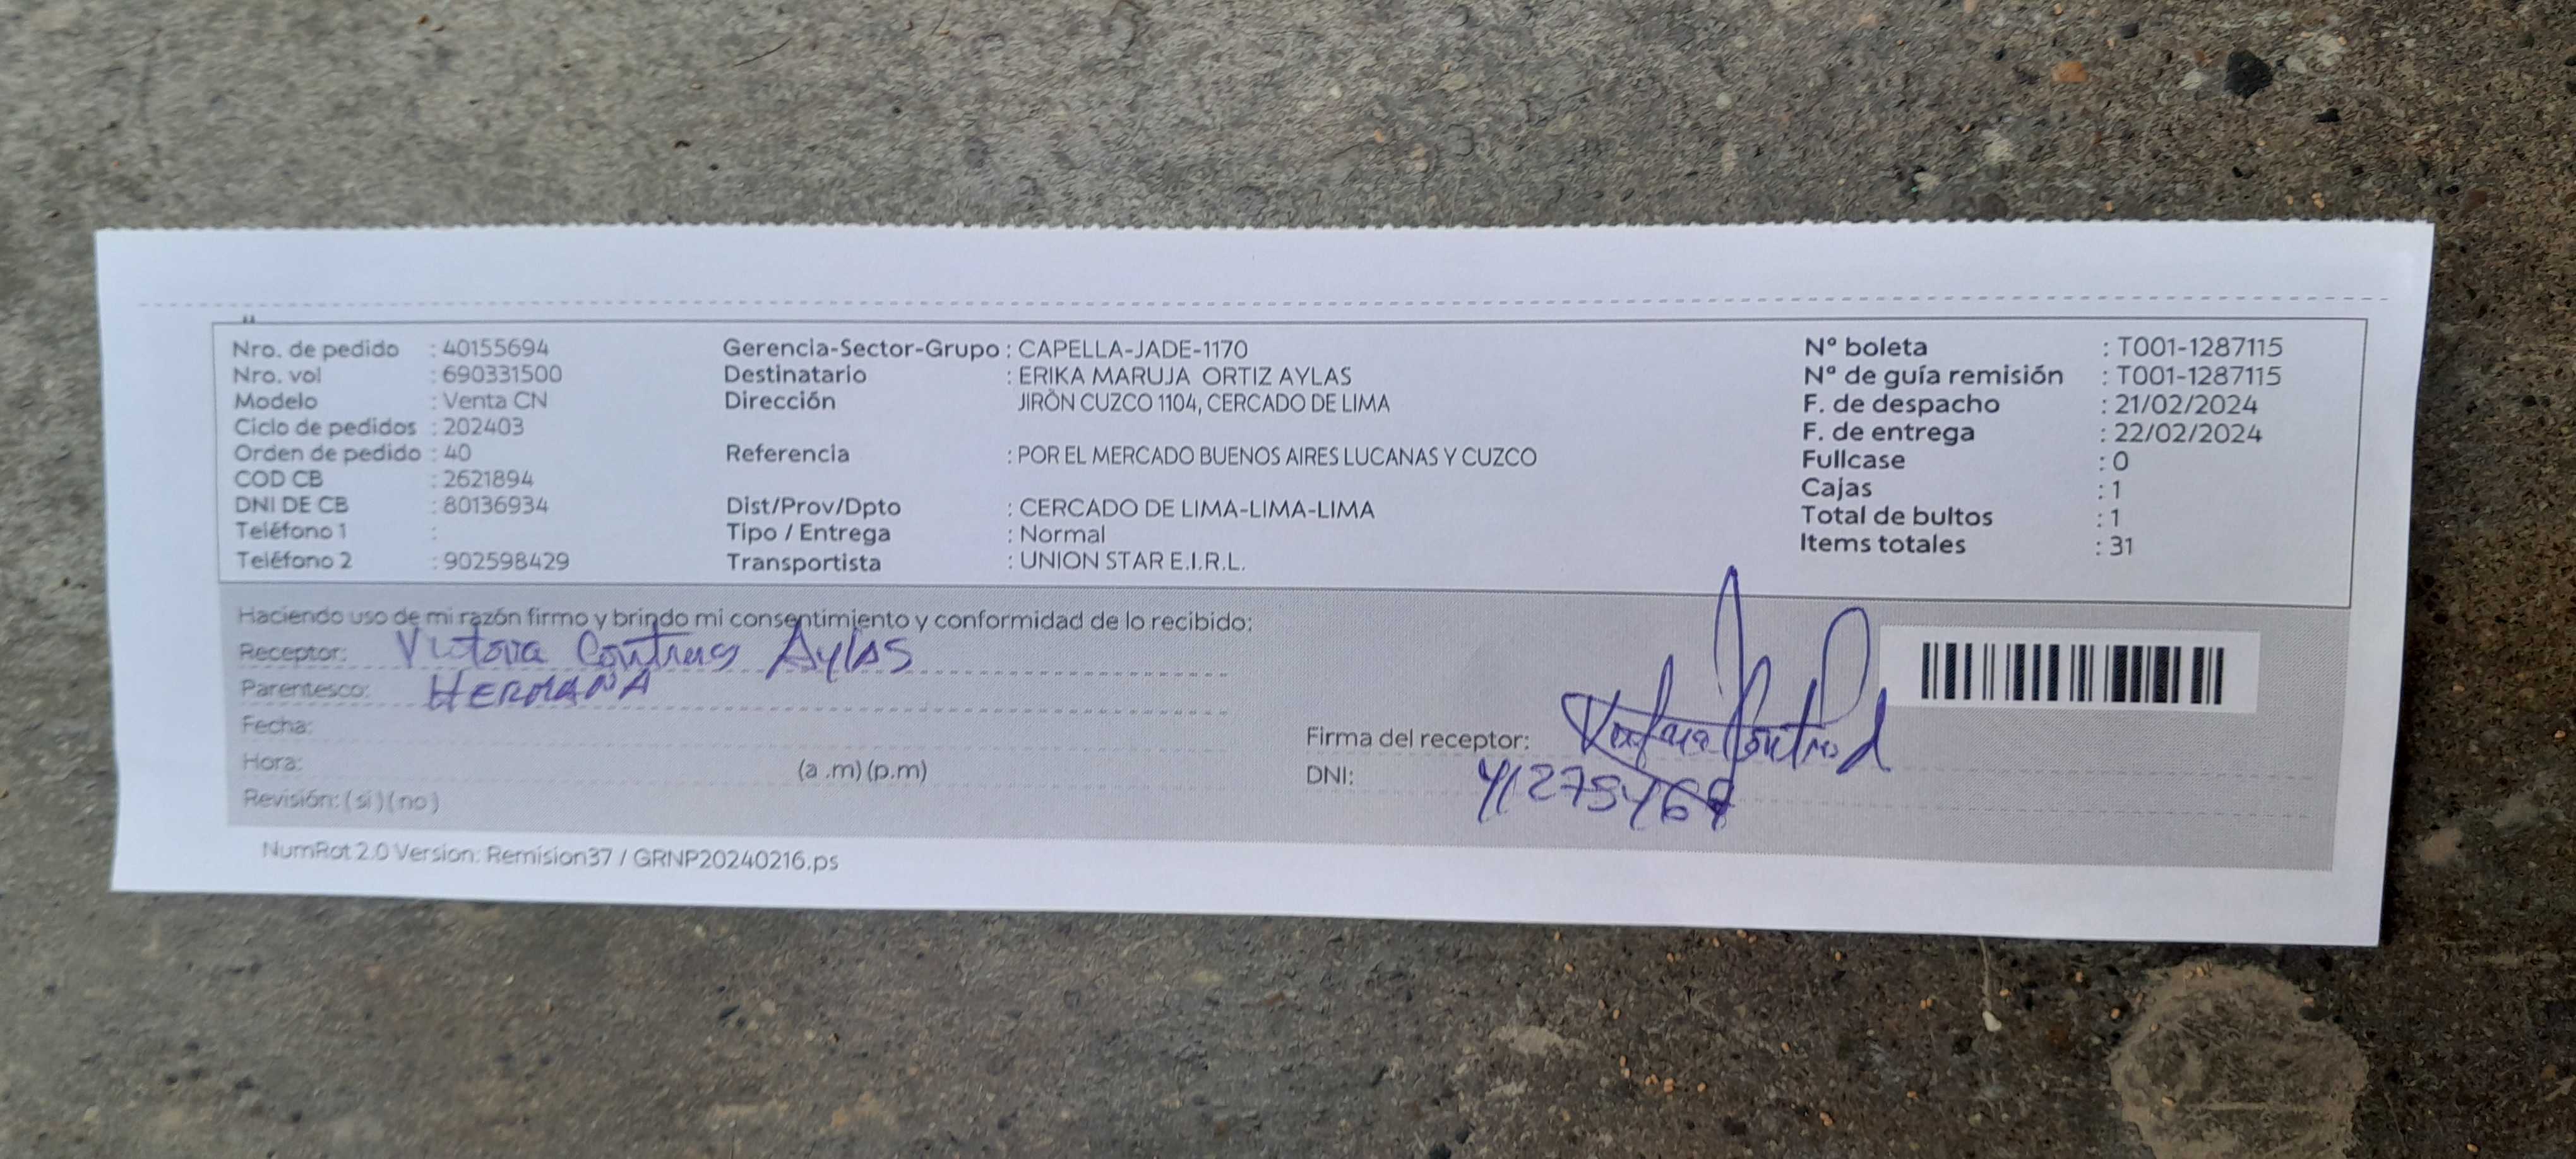 Nro. de pedido : 40155694
Nro. vol : 690331500
Modelo : Venta CN
Ciclo de pedidos : 202403
Orden de pedido : 40
COD CB : 2621894
DNI DE CB : 80136934
Teléfono 1 :
Teléfono 2 : 902598429
Gerencia-Sector-Grupo : CAPELLA-JADE-1170
Destinatario : ERIKA MARUJA ORTIZ AYLAS
Dirección JIRÖN CUZCO 1104, CERCADO DE LIMA
Referencia : POR EL MERCADO BUENOS AIRES LUCANAS Y CUZCO
Dist/Prov/Dpto : CERCADO DE LIMA-LIMA-LIMA
Tipo / Entrega : Normal
Transportista : UNION STAR E.I.R.L.
Nº boleta : T001-1287115
Nº de guía remisión : T001-1287115
F. de despacho : 21/02/2024
F. de entrega : 22/02/2024
Fullcase : 0
Cajas : 1
Total de bultos : 1
Items totales : 31
Haciendo uso de mi razón firmo y brindo mi consentimiento y conformidad de lo recibido:
Receptor: Victoria Contreras Aylas
Parentesco: HERMANA
Fecha:
Hora: (a .m) (p.m)
Revisión: ( si ) ( no )
Firma del receptor:
DNI:
NumRot 2.0 Version: Remision37 / GRNP20240216.ps